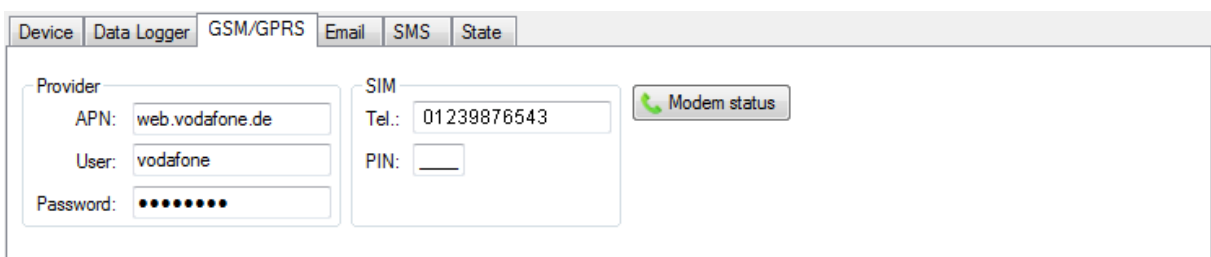 Device Data Logger GSM/GPRS Email SMS State
Provider SIM
APN: web.vodafone.de Tel.: 01239876543 Modem status
User: vodafone PIN: ____
Password: ●●●●●●●●